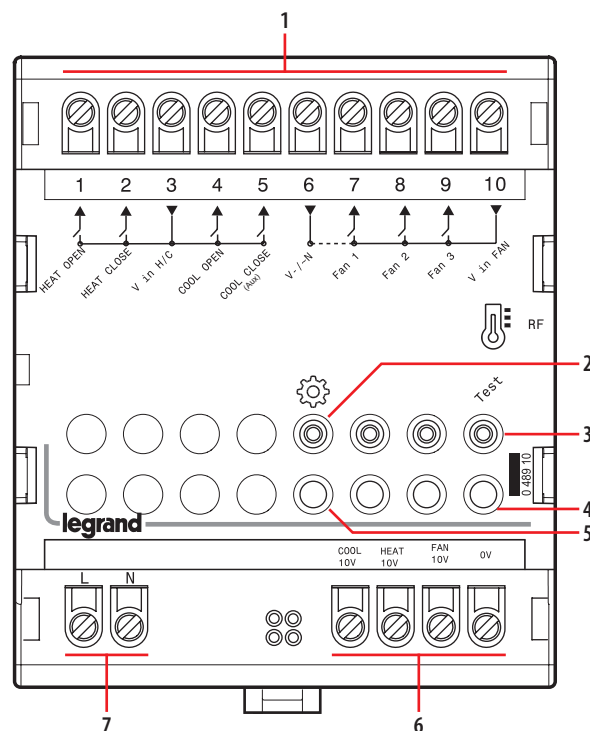 1
1 2 3 4 5 6 7 8 9 10
HEAT OPEN
HEAT CLOSE
V in H/C
COOL OPEN
COOL CLOSE
(Aux)
V-/~N
Fan 1
Fan 2
Fan 3
V in FAN
RF
2
Test
3
0 489 10
4
5
legrand
COOL 10V
HEAT 10V
FAN 10V
0V
L N
7
6